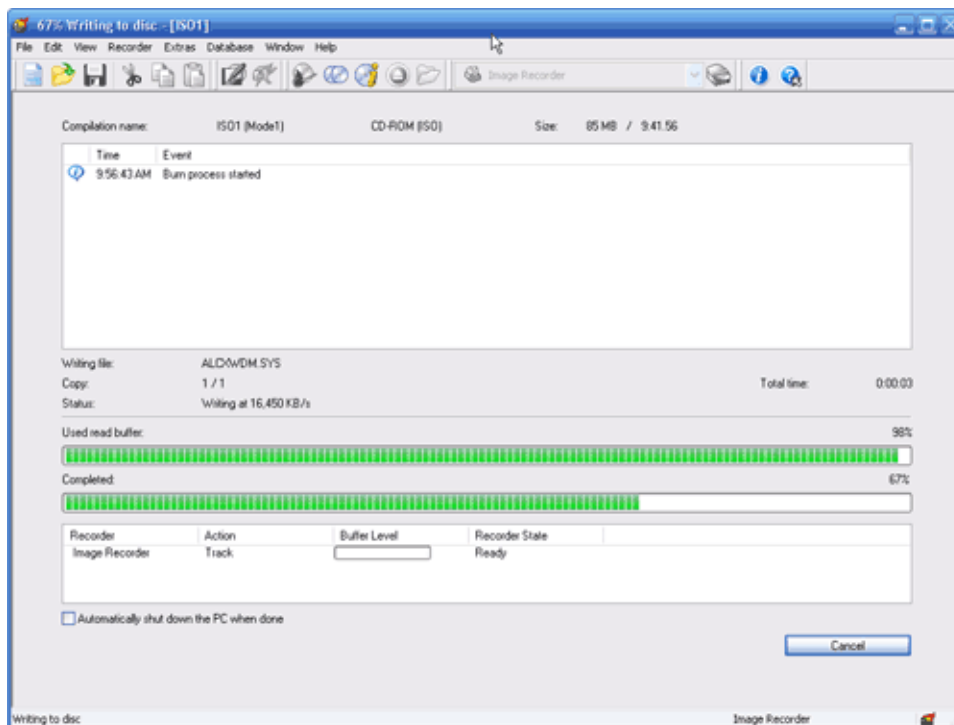 67% Writing to disc - [ISO1]
File Edit View Recorder Extras Database Window Help
Image Recorder
Compilation name: ISO1 (Mode1) CD-ROM (ISO) Size: 85 MB / 9:41.56
Time Event
9:56:43 AM Burn process started
Writing file: ALCXWDM.SYS
Copy: 1 / 1 Total time: 0:00:03
Status: Writing at 16,450 KB/s
Used read buffer: 98%
Completed: 67%
Recorder Action Buffer Level Recorder State
Image Recorder Track Ready
Automatically shut down the PC when done
Cancel
Writing to disc Image Recorder